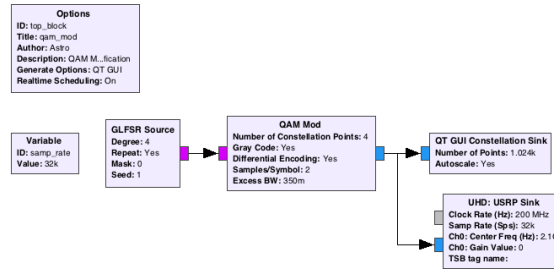 Options
ID: top_block
Title: qam_mod
Author: Astro
Description: QAM M...fication
Generate Options: QT GUI
Realtime Scheduling: On
Variable
ID: samp_rate
Value: 32k
GLFSR Source
Degree: 4
Repeat: Yes
Mask: 0
Seed: 1
QAM Mod
Number of Constellation Points: 4
Gray Code: Yes
Differential Encoding: Yes
Samples/Symbol: 2
Excess BW: 350m
QT GUI Constellation Sink
Number of Points: 1.024k
Autoscale: Yes
UHD: USRP Sink
Clock Rate (Hz): 200 MHz
Samp Rate (Sps): 32k
Ch0: Center Freq (Hz):
Ch0: Gain Value: 0
TSB tag name: